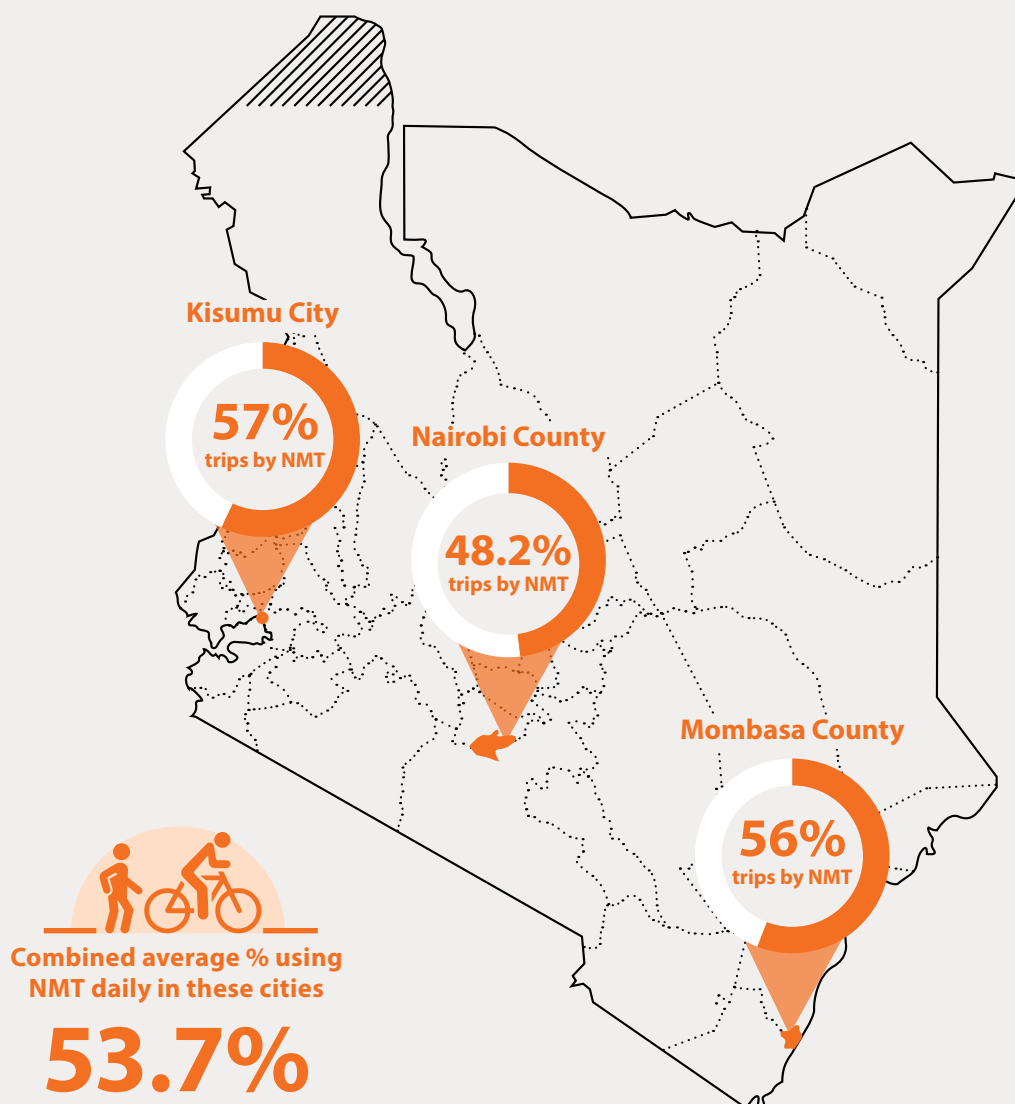 Kisumu City
57%
trips by NMT
Nairobi County
48.2%
trips by NMT
Mombasa County
56%
trips by NMT
Combined average % using
NMT daily in these cities
53.7%